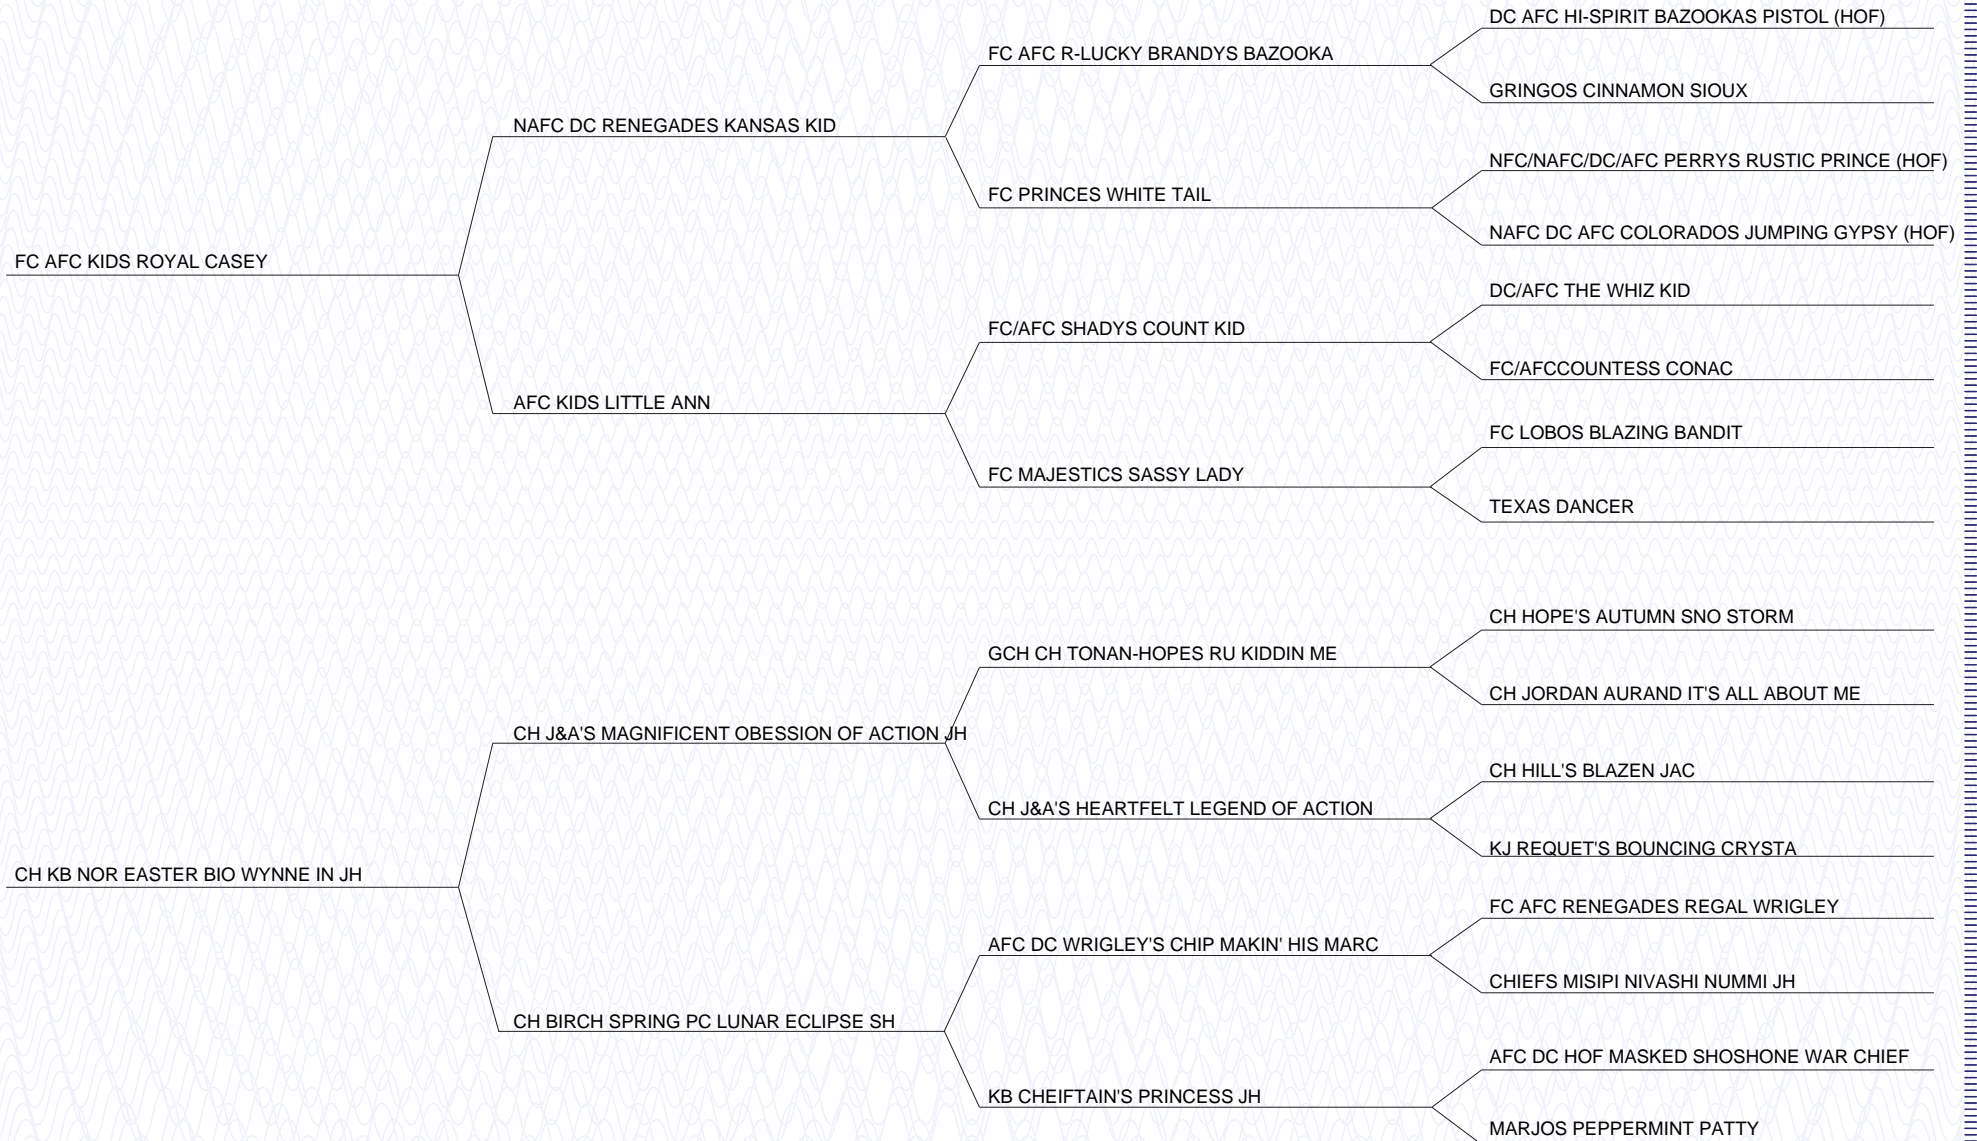 DC AFC HI-SPIRIT BAZOOKAS PISTOL (HOF)
FC AFC R-LUCKY BRANDYS BAZOOKA
GRINGOS CINNAMON SIOUX
NAFC DC RENEGADES KANSAS KID
NFC/NAFC/DC/AFC PERRYS RUSTIC PRINCE (HOF)
FC PRINCES WHITE TAIL
NAFC DC AFC COLORADOS JUMPING GYPSY (HOF)
FC AFC KIDS ROYAL CASEY
DC/AFC THE WHIZ KID
FC/AFC SHADYS COUNT KID
FC/AFCCOUNTESS CONAC
AFC KIDS LITTLE ANN
FC LOBOS BLAZING BANDIT
FC MAJESTICS SASSY LADY
TEXAS DANCER
CH HOPE'S AUTUMN SNO STORM
GCH CH TONAN-HOPES RU KIDDIN ME
CH JORDAN AURAND IT'S ALL ABOUT ME
CH J&A'S MAGNIFICENT OBESSION OF ACTION JH
CH HILL'S BLAZEN JAC
CH J&A'S HEARTFELT LEGEND OF ACTION
KJ REQUET'S BOUNCING CRYSTA
CH KB NOR EASTER BIO WYNNE IN JH
FC AFC RENEGADES REGAL WRIGLEY
AFC DC WRIGLEY'S CHIP MAKIN' HIS MARC
CHIEFS MISIPI NIVASHI NUMMI JH
CH BIRCH SPRING PC LUNAR ECLIPSE SH
AFC DC HOF MASKED SHOSHONE WAR CHIEF
KB CHEIFTAIN'S PRINCESS JH
MARJOS PEPPERMINT PATTY